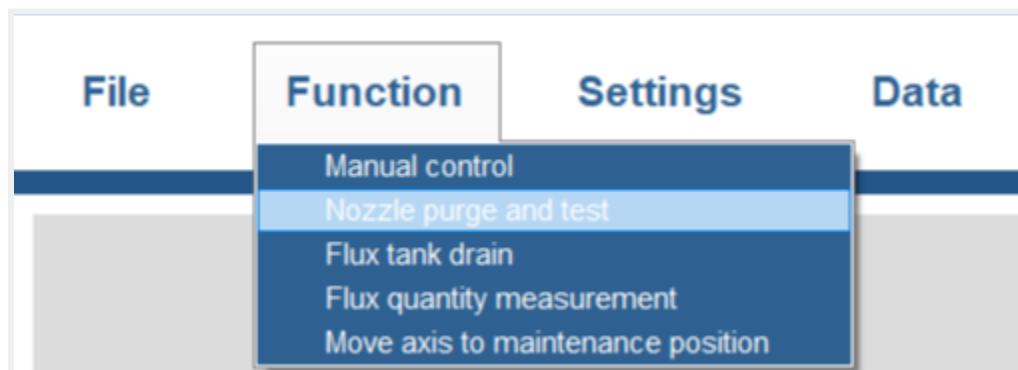 File Function Settings Data
Manual control
Nozzle purge and test
Flux tank drain
Flux quantity measurement
Move axis to maintenance position